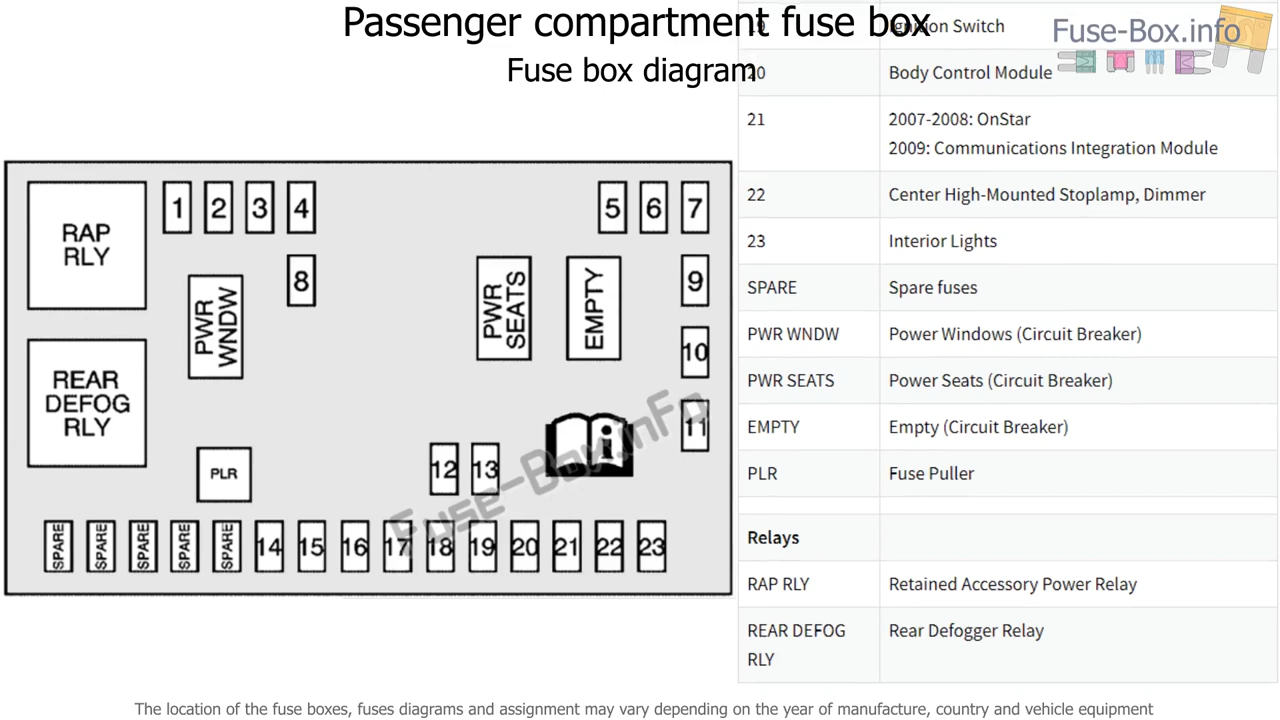 Passenger compartment fuse box
Fuse box diagram
Fuse-Box.info
RAP
RLY
1 2 3 4 5 6 7
8 9
PWR
WNDW
PWR
SEATS
EMPTY
10
REAR
DEFOG
RLY
11
PLR
12 13
Fuse-Box.inFo
SPARE SPARE SPARE SPARE SPARE 14 15 16 17 18 19 20 21 22 23
19 Ignition Switch
20 Body Control Module
21 2007-2008: OnStar
2009: Communications Integration Module
22 Center High-Mounted Stoplamp, Dimmer
23 Interior Lights
SPARE Spare fuses
PWR WNDW Power Windows (Circuit Breaker)
PWR SEATS Power Seats (Circuit Breaker)
EMPTY Empty (Circuit Breaker)
PLR Fuse Puller
Relays
RAP RLY Retained Accessory Power Relay
REAR DEFOG Rear Defogger Relay
RLY
The location of the fuse boxes, fuses diagrams and assignment may vary depending on the year of manufacture, country and vehicle equipment